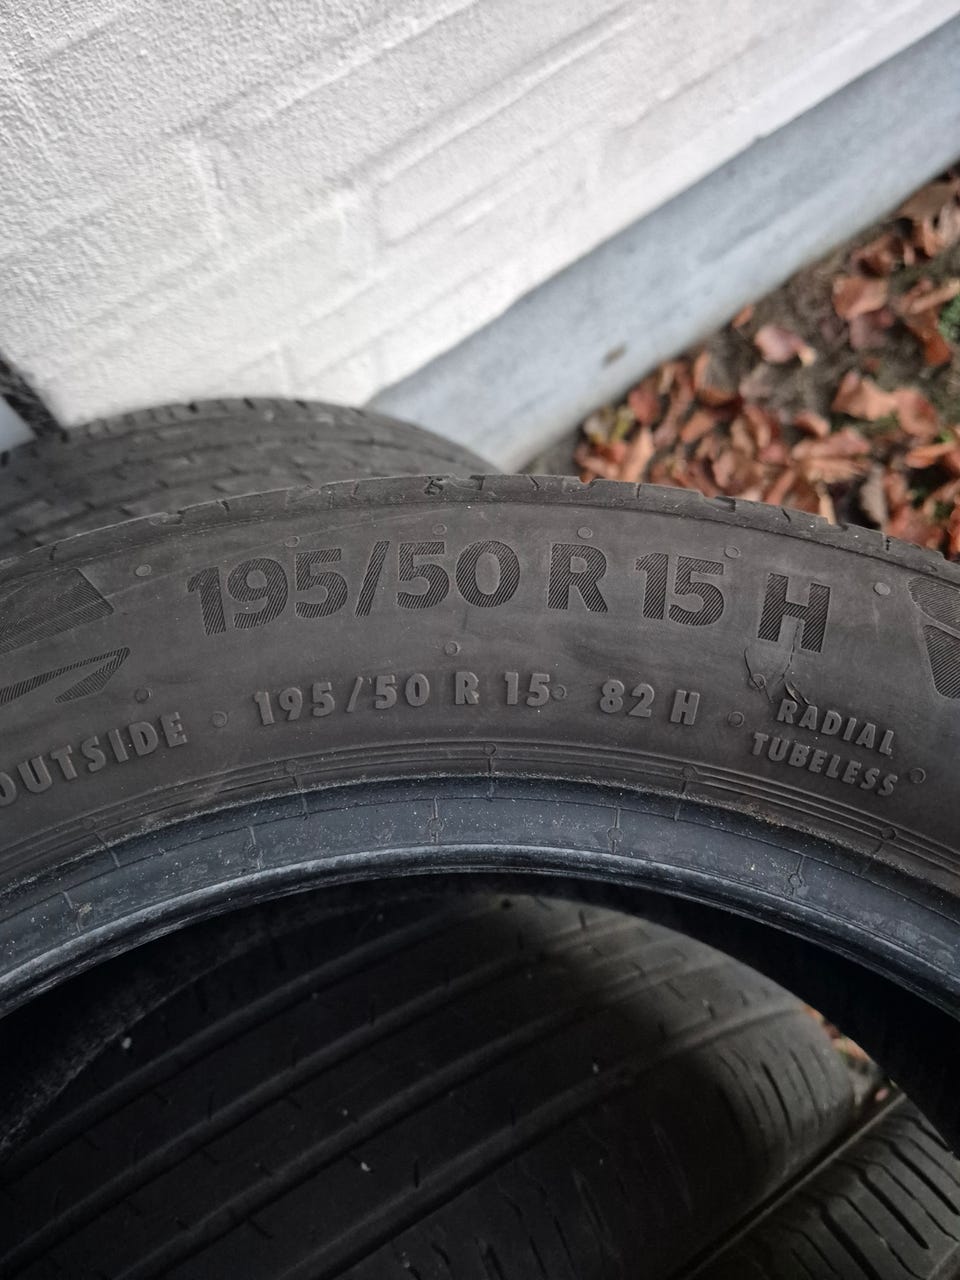 195/50 R 15 H
OUTSIDE 195/50 R 15 82 H RADIAL
TUBELESS